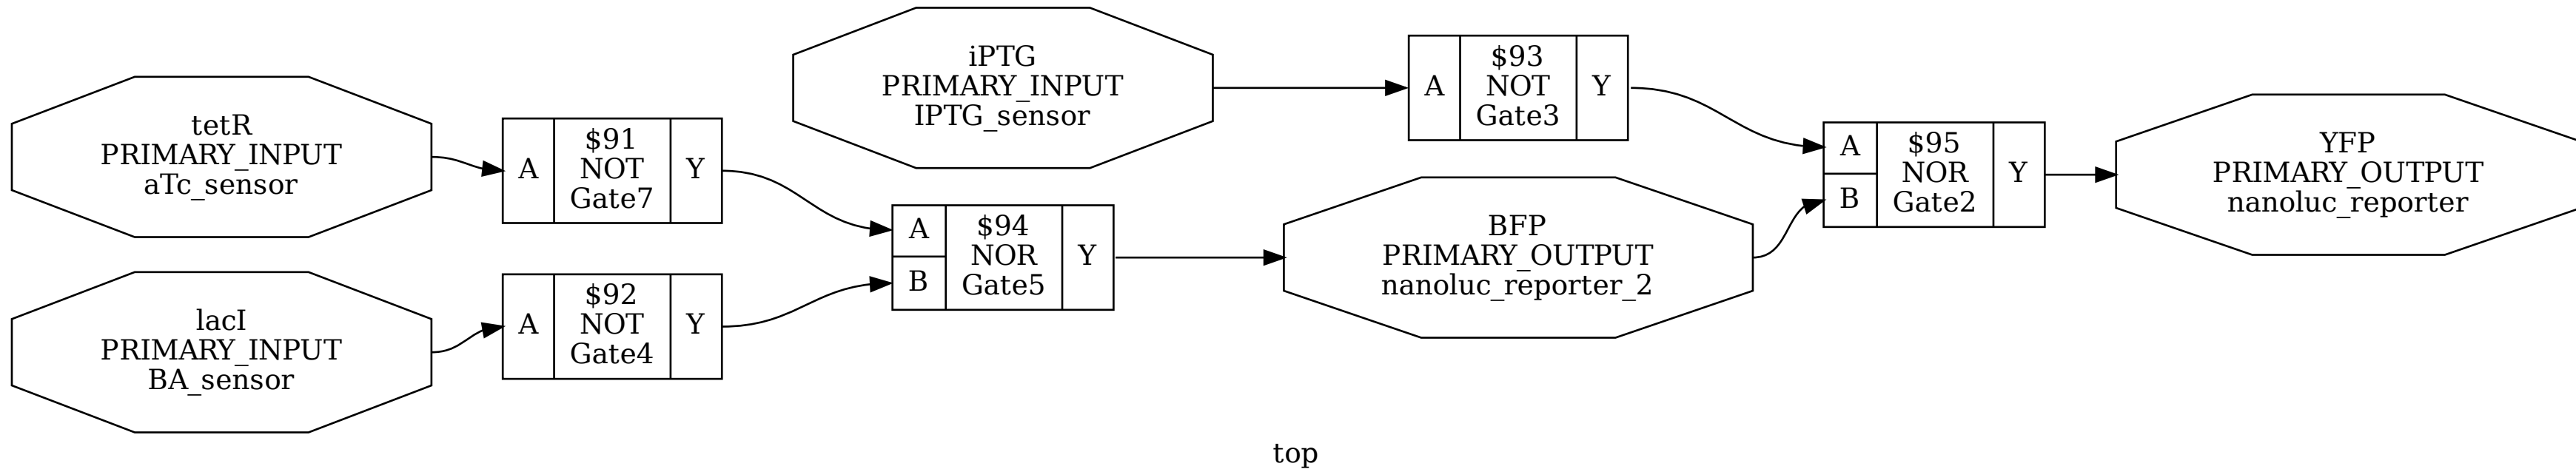 tetR
PRIMARY_INPUT
aTc_sensor
lacI
PRIMARY_INPUT
BA_sensor
A
$91
NOT
Gate7
Y
A
$92
NOT
Gate4
Y
iPTG
PRIMARY_INPUT
IPTG_sensor
A
B
$94
NOR
Gate5
Y
A
$93
NOT
Gate3
Y
BFP
PRIMARY_OUTPUT
nanoluc_reporter_2
A
B
$95
NOR
Gate2
Y
YFP
PRIMARY_OUTPUT
nanoluc_reporter
top